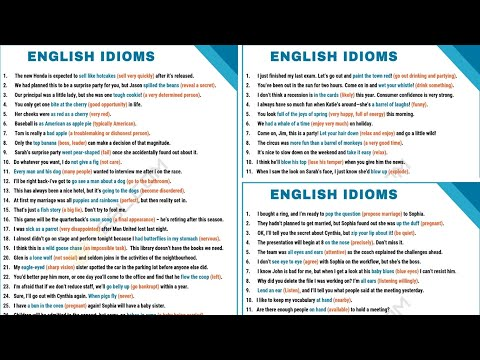 ENGLISH IDIOMS
1. The new Honda is expected to sell like hotcakes (sell very quickly) after it's released.
2. We had planned this to be a surprise party for you, but Jason spilled the beans (reveal a secret).
3. Our principal was a little lady, but she was one tough cookie! (a very determined person).
4. You only get one bite at the cherry (good opportunity) in life.
5. Her cheeks were as red as a cherry (very red).
6. Baseball is as American as apple pie (typically American).
7. Tom is really a bad apple (a troublemaking or dishonest person).
8. Only the top banana (boss, leader) can make a decision of that magnitude.
9. Sarah's surprise party went pear-shaped (fail) once she accidentally found out about it.
10. Do whatever you want, I do not give a fig (not care).
11. Every man and his dog (many people) wanted to interview me after I on the race.
12. I'll be right back-I've got to go see a man about a dog (go to the bathroom).
13. This has always been a nice hotel, but it's going to the dogs (become disordered).
14. At first my marriage was all puppies and rainbows (perfect), but then reality set in.
15. That's just a fish story (a big lie). Don't try to fool me.
16. This game will be the quarterback's swan song (a final appearance) – he's retiring after this season.
17. I was sick as a parrot (very disappointed) after Man United lost last night.
18. I almost didn't go on stage and perform tonight because I had butterflies in my stomach (nervous).
19. I think this is a wild goose chase (an impossible task). The library doesn't have the books we need.
20. Glen is a lone wolf (not social) and seldom joins in the activities of the neighbourhood.
21. My eagle-eyed (sharp vision) sister spotted the cat in the parking lot before anyone else did.
22. You'd better pay him more, or one day he'll come to the office and tell you he's decided to fly the coop (escape).
23. I'm afraid that if we don't reduce staff, we'll go belly up (go bankrupt) within a year.
24. Sure, I'll go out with Cynthia again. When pigs fly (never).
25. I have a bun in the oven (pregnant) again! Sophia will have a baby sister.
ENGLISH IDIOMS
1. I just finished my last exam. Let's go out and paint the town red! (go out drinking and partying).
2. You've been out in the sun for two hours. Come on in, and wet your whistle! (drink something).
3. I don't think a recession is in the cards (likely) this year. Consumer confidence is very strong.
4. I always have so much fun when Katie's around—she's a barrel of laughs! (funny).
5. You look full of the joys of spring (very happy, full of energy) this morning!
6. We had a whale of a time (enjoy very much) on holiday.
7. Come on, Jim, this is a party! Let your hair down (relax and enjoy) and go a little wild!
8. The circus was more fun than a barrel of monkeys (a very good time).
9. It's nice to slow down on the weekend and take it easy (relax).
10. I think he'll blow his top (lose his temper) when you give him the news.
11. When I saw the look on Sarah's face, I just knew she'd blow up (explode).
ENGLISH IDIOMS
1. I bought a ring, and I'm ready to pop the question (propose marriage) to Sophia.
2. They hadn't planned to get married, but Sophia found out she was up the duff (pregnant).
3. OK, I'll tell you the secret about Cynthia, but zip your lip about it! (be quiet).
4. The presentation will begin at 8 on the nose (precisely). Don't miss it.
5. The team was all eyes and ears (attentive) as the coach explained the challenges ahead.
6. I don't see eye to eye (agree) with Sophia on the workflow, but she's the boss.
7. I know John is bad for me, but when I get a look at his baby blues (blue eyes) I can't resist him.
8. Why did you delete the file I was working on? I'm all ears (listening eagerly).
9. Lend an ear (Listen), and I'll tell you what people said at the meeting yesterday.
10. I like to keep my vocabulary at hand (nearby).
11. Are there enough people on hand (available) to hold a meeting?